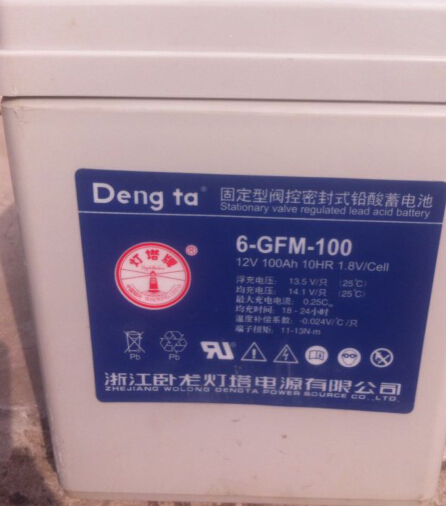 Deng ta®
固定型阀控密封式铅酸蓄电池
Stationary valve regulated lead acid battery
灯塔牌
®
6-GFM-100
12V 100Ah 10HR 1.8V/Cell
浮充电压: 13.5 V/只 (25℃)
均充电压: 14.1 V/只 (25℃)
最大充电电流: 0.25C₁₀
均充时间: 18 - 24小时
温度补偿系数: -0.024V/℃/只
端子扭矩: 11-13N·m
Pb Pb
浙江卧龙灯塔电源有限公司
ZHEJIANG WOLONG DENGTA POWER SOURCE CO.,LTD.